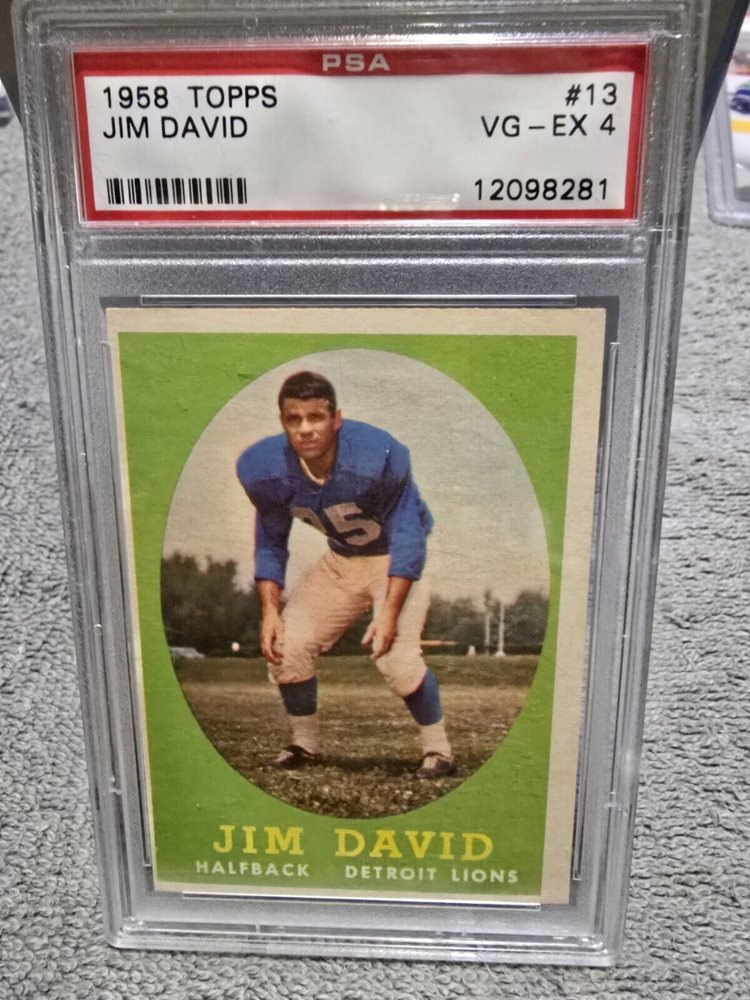 PSA
1958 TOPPS #13
JIM DAVID VG-EX 4
12098281
25
JIM DAVID
HALFBACK DETROIT LIONS